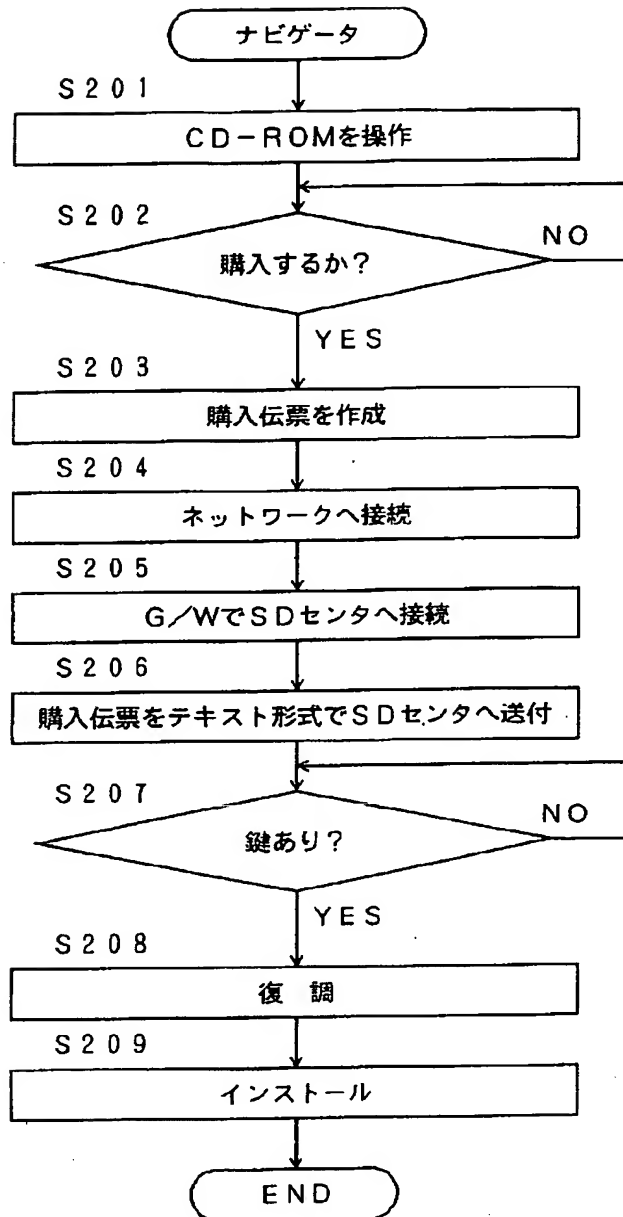 ナビゲータ
S201
CD-ROMを操作
S202
購入するか?
NO
YES
S203
購入伝票を作成
S204
ネットワークへ接続
S205
G/WでSDセンタへ接続
S206
購入伝票をテキスト形式でSDセンタへ送付
S207
鍵あり?
NO
YES
S208
復 調
S209
インストール
END